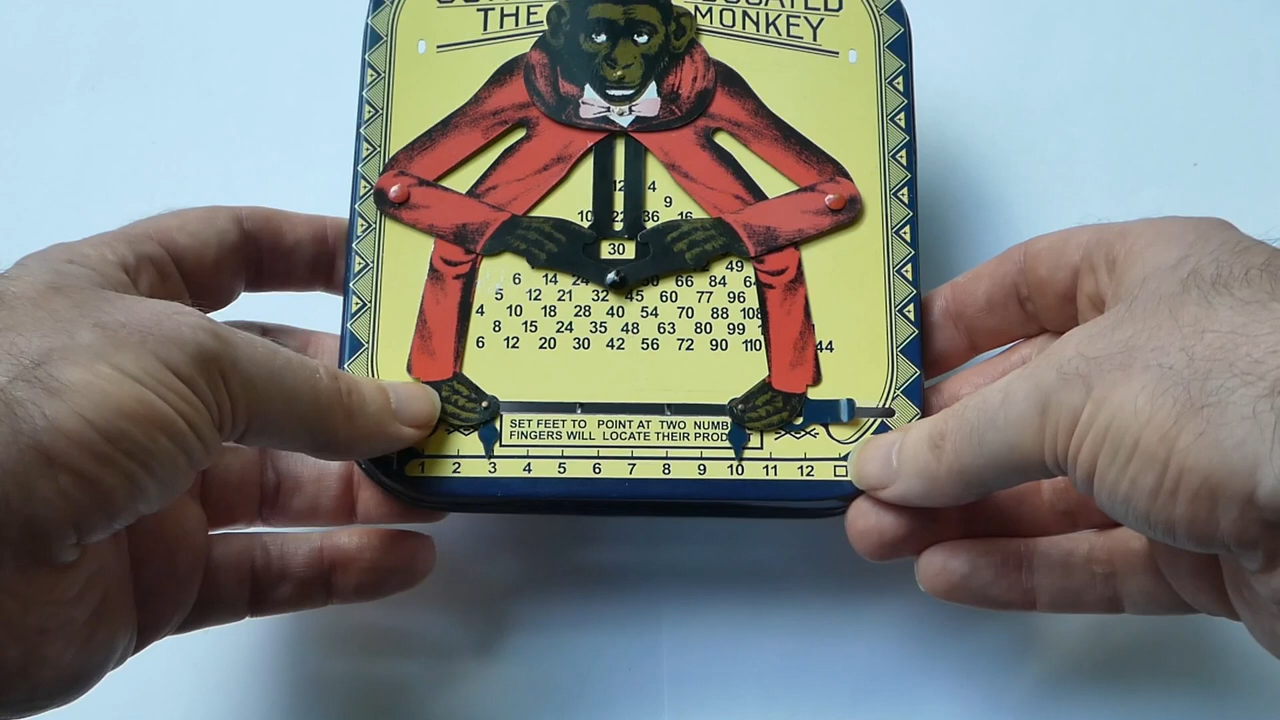 THE MONKEY
12 4
9
10 22 36 16
30
49
6 14 66 84
5 12 21 32 45 60 77 96
4 10 18 28 40 54 70 88 108
8 15 24 35 48 63 80 99
6 12 20 30 42 56 72 90 110 44
SET FEET TO POINT AT TWO NUMB
FINGERS WILL LOCATE THEIR PROD
1 2 3 4 5 6 7 8 9 10 11 12